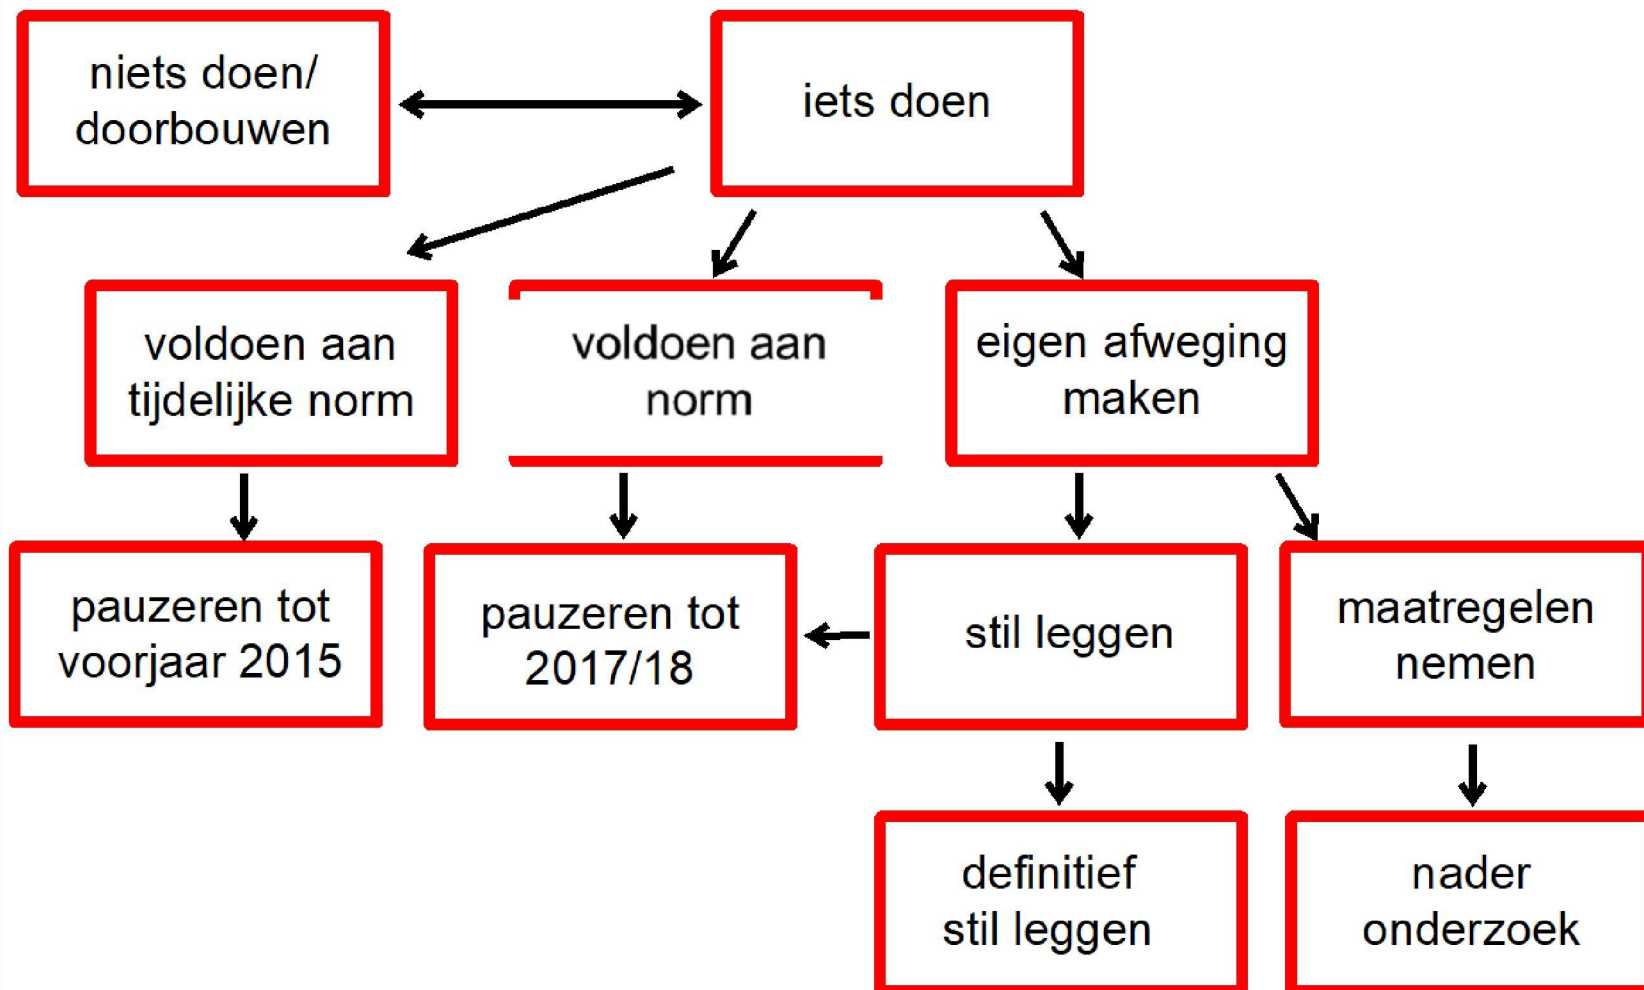 niets doen/
doorbouwen
iets doen
voldoen aan
tijdelijke norm
voldoen aan
norm
eigen afweging
maken
pauzeren tot
voorjaar 2015
pauzeren tot
2017/18
stil leggen
maatregelen
nemen
definitief
stil leggen
nader
onderzoek